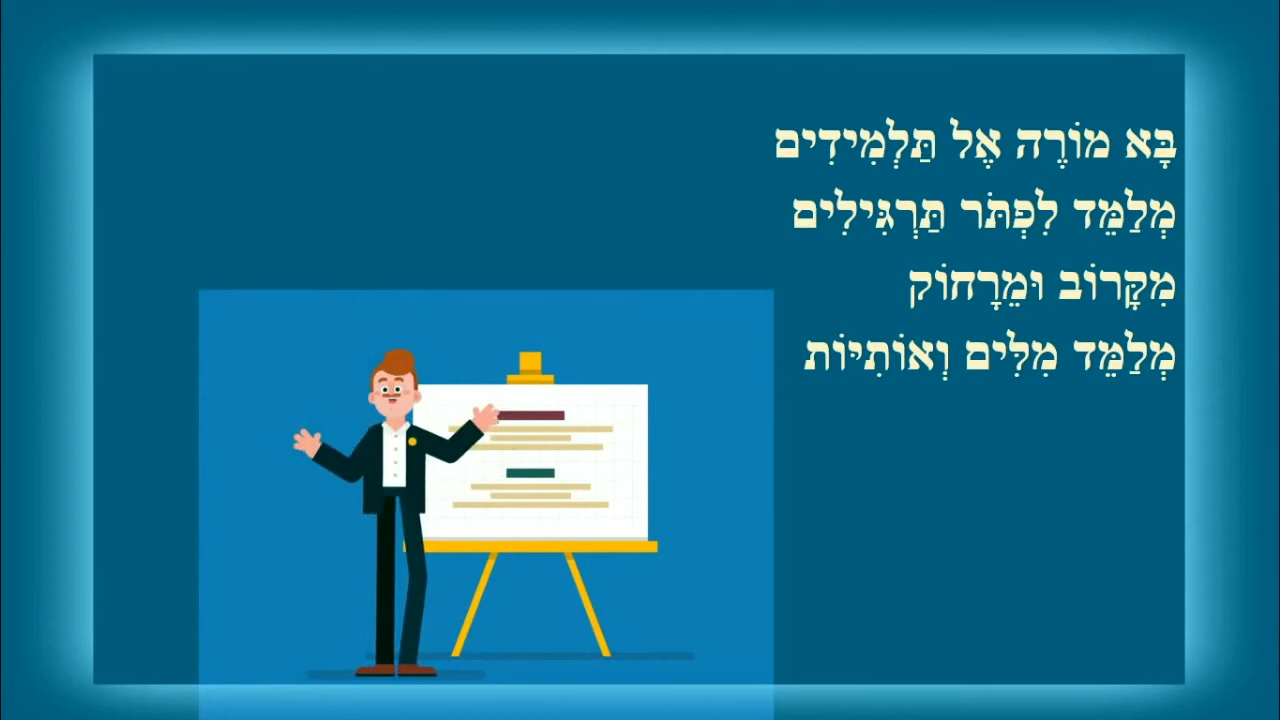 בָּא מוֹרֶה אֶל תַּלְמִידִים
מְלַמֵּד לִפְתֹּר תַּרְגִּילִים
מִקָּרוֹב וּמֵרָחוֹק
מְלַמֵּד מִלִּים וְאוֹתִיּוֹת